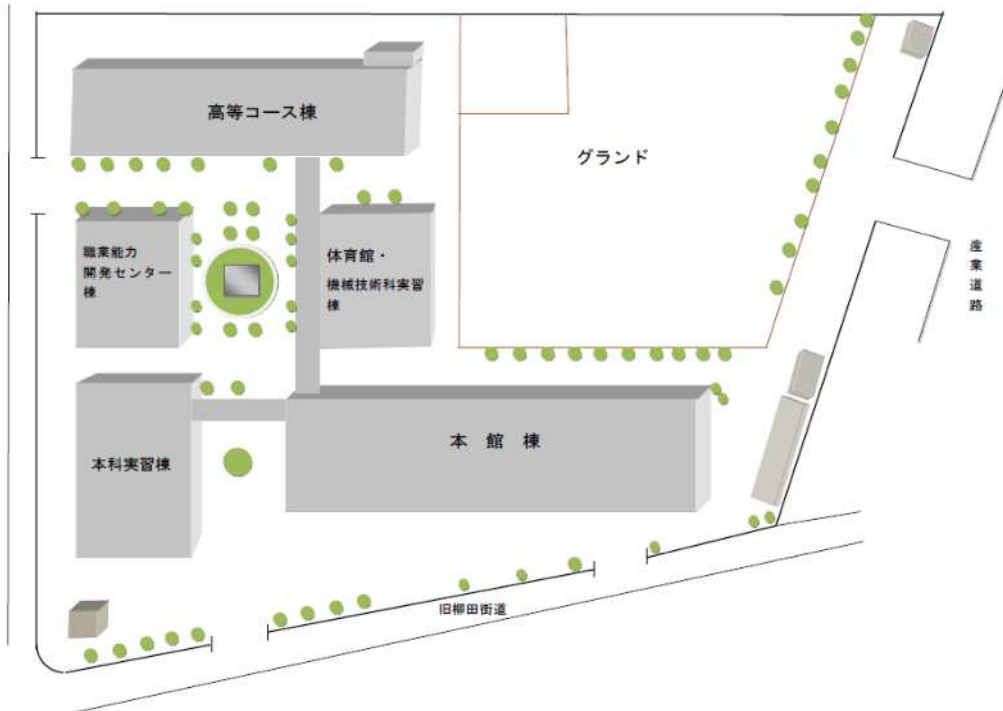 高等コース棟
グランド
職業能力
開発センター
棟
体育館・
機械技術科実習
棟
産業道路
本館棟
本科実習棟
旧柳田街道